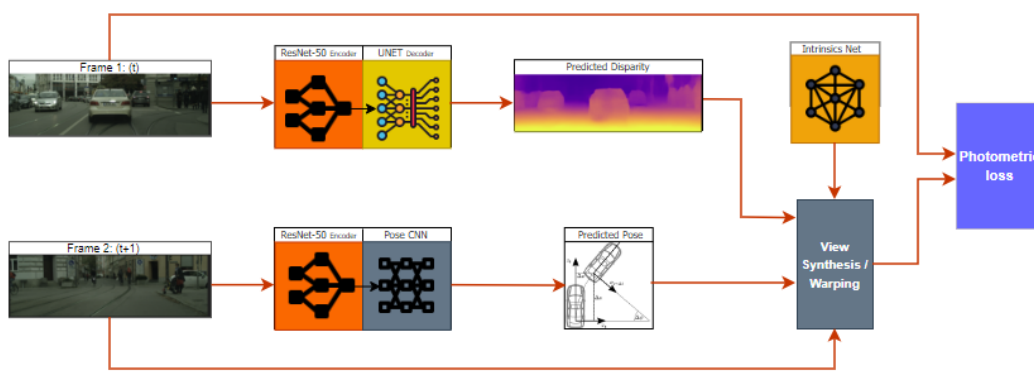 Frame 1: (t)
ResNet-50 Encoder
UNET Decoder
Predicted Disparity
Intrinsics Net
Photometric
loss
Frame 2: (t+1)
ResNet-50 Encoder
Pose CNN
Predicted Pose
View
Synthesis /
Warping